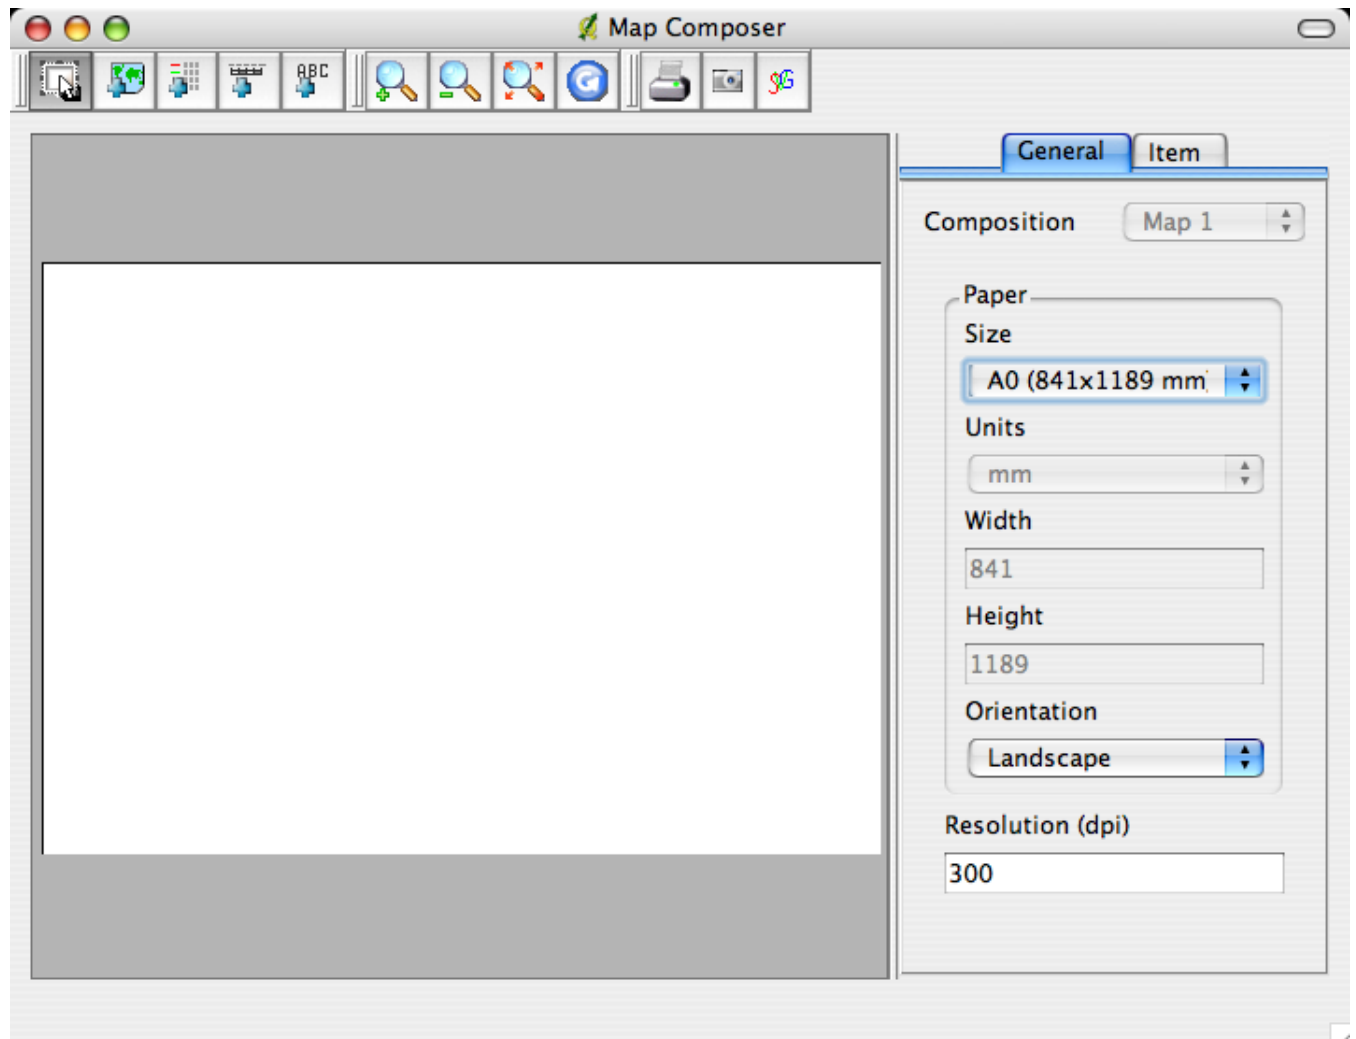 Map Composer
ABC
General
Item
Composition
Map 1
Paper
Size
A0 (841x1189 mm
Units
mm
Width
841
Height
1189
Orientation
Landscape
Resolution (dpi)
300